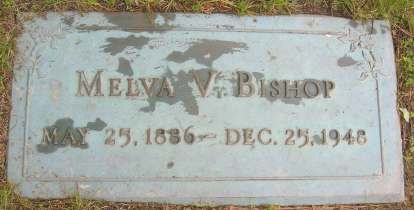 MELVA V. BISHOP
MAY 25, 1886 – DEC. 25, 1948